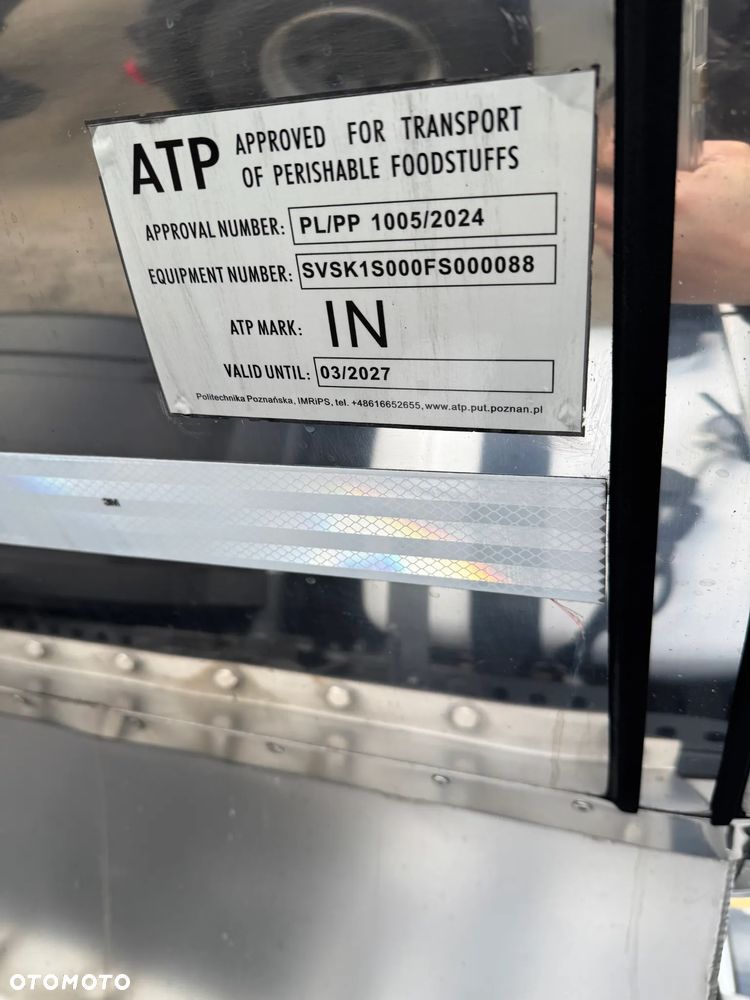 ATP APPROVED FOR TRANSPORT
OF PERISHABLE FOODSTUFFS
APPROVAL NUMBER: PL/PP 1005/2024
EQUIPMENT NUMBER: SVSK1S000FS000088
ATP MARK: IN
VALID UNTIL: 03/2027
Politechnika Poznańska, IMRiPS, tel. +48616652655, www.atp.put.poznan.pl
3M
OTOMOTO